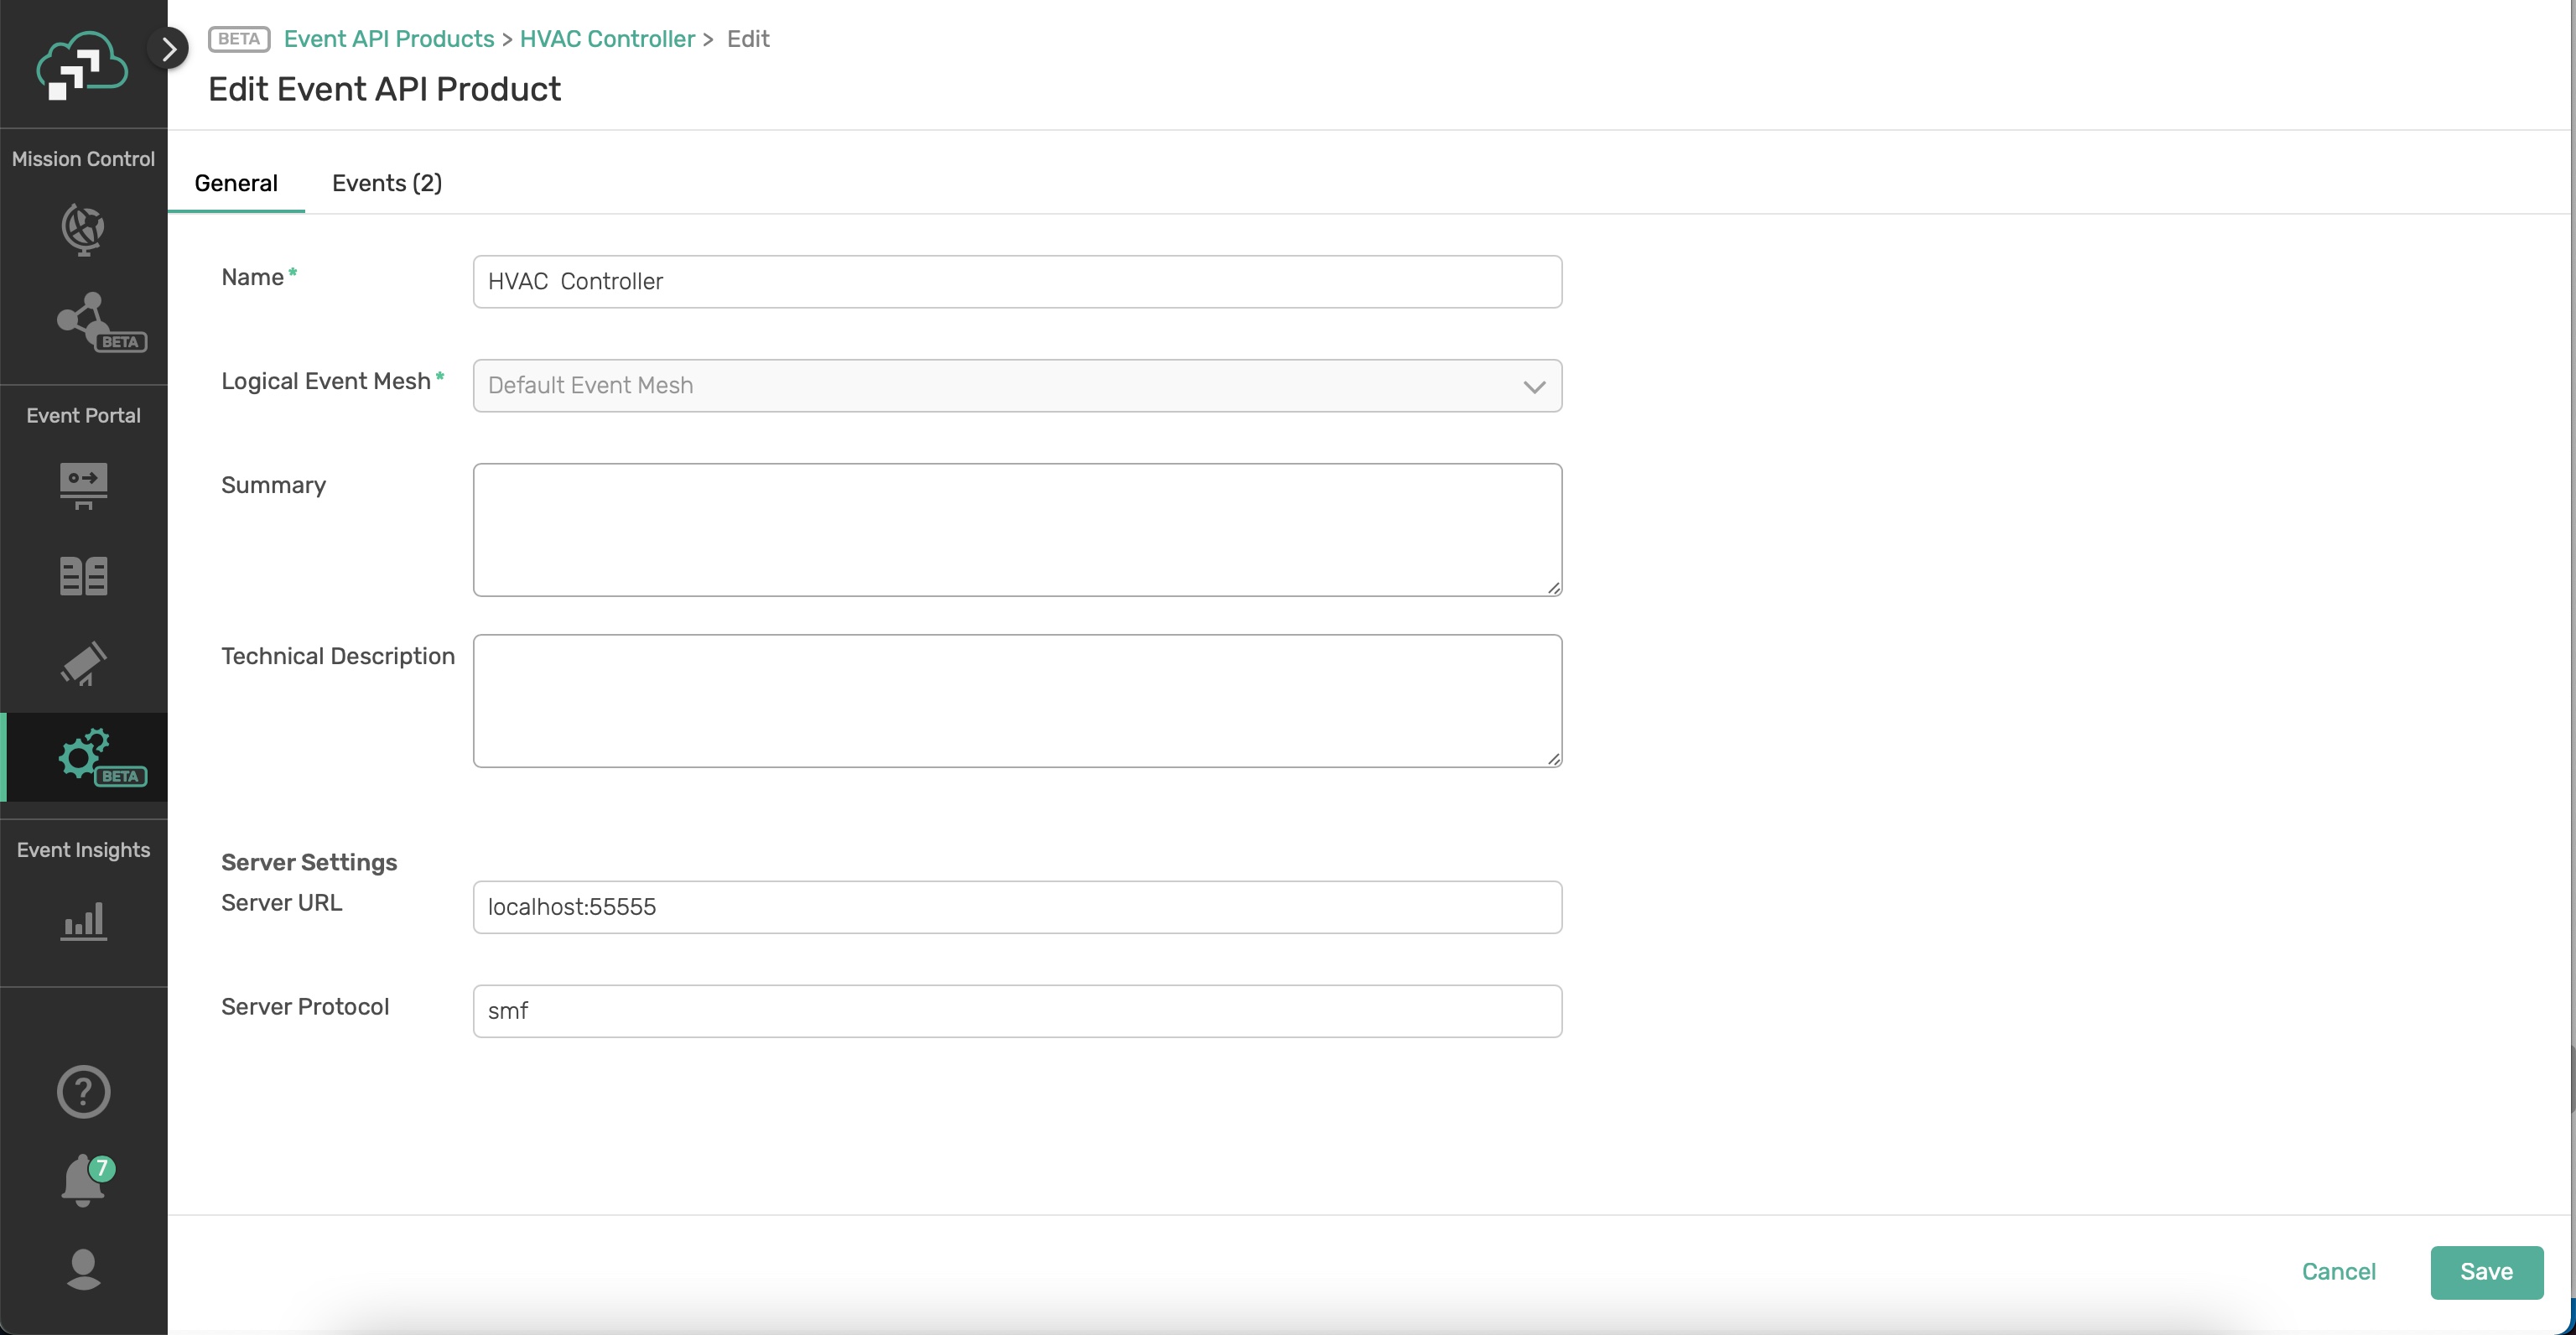 BETA Event API Products > HVAC Controller > Edit
Edit Event API Product
Mission Control
BETA
Event Portal
BETA
Event Insights
7
General Events (2)
Name *
HVAC  Controller
Logical Event Mesh *
Default Event Mesh
Summary
Technical Description
Server Settings
Server URL
localhost:55555
Server Protocol
smf
Cancel Save